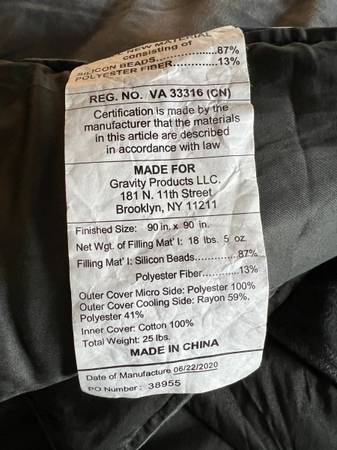 NEW MATERIAL
consisting of
SILICON BEADS..............87%
POLYESTER FIBER...........13%
REG. NO. VA 33316 (CN)
Certification is made by the
manufacturer that the materials
in this article are described
in accordance with law
MADE FOR
Gravity Products LLC.
181 N. 11th Street
Brooklyn, NY 11211
Finished Size: 90 in. x 90 in.
Net Wgt. of Filling Mat' l: 18 lbs. 5 oz.
Filling Mat' l: Silicon Beads...........87%
Polyester Fiber.........13%
Outer Cover Micro Side: Polyester 100%
Outer Cover Cooling Side: Rayon 59%,
Polyester 41%
Inner Cover: Cotton 100%
Total Weight: 25 lbs.
MADE IN CHINA
Date of Manufacture 06/22/2020
PO Number: 38955